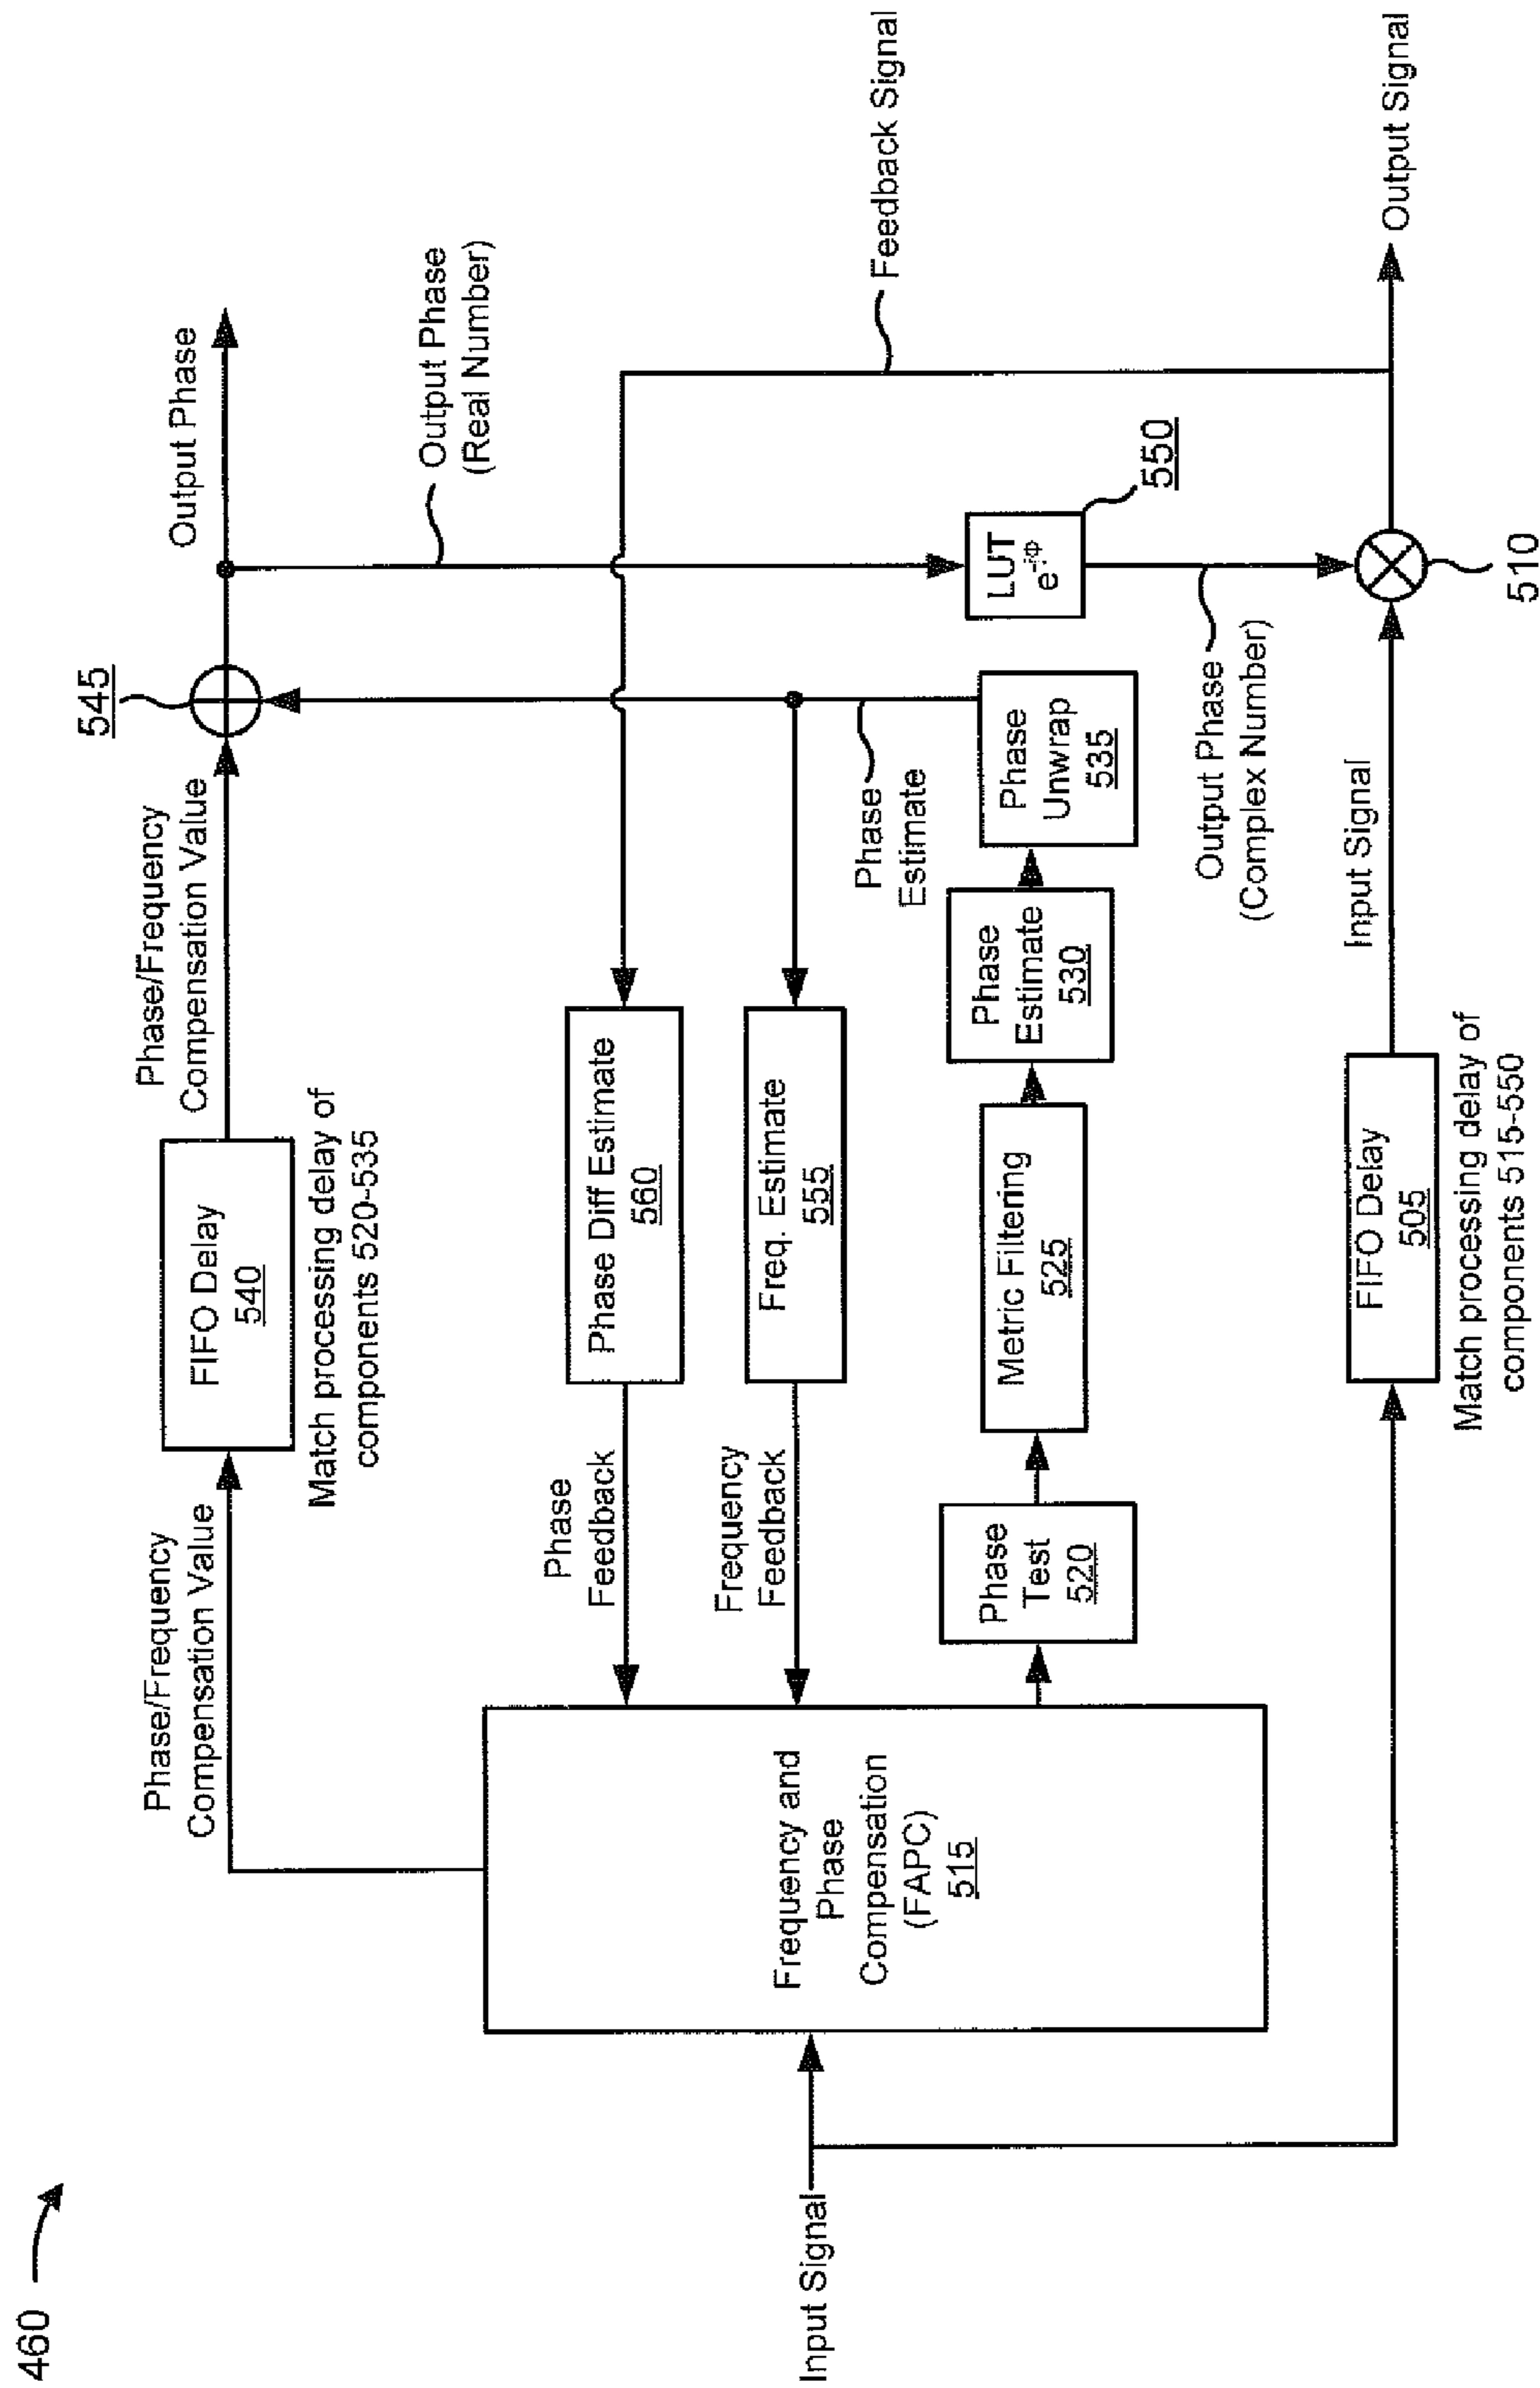 460
Input Signal
Frequency and
Phase
Compensation
(FAPC)
515
Phase/Frequency
Compensation Value
FIFO Delay
540
Match processing delay of
components 520-535
Phase/Frequency
Compensation Value
545
Output Phase
Output Phase
(Real Number)
Phase
Feedback
Phase Diff Estimate
560
Frequency
Feedback
Freq. Estimate
555
Feedback Signal
Phase
Test
520
Metric Filtering
525
Phase
Estimate
530
Phase
Unwrap
535
Phase
Estimate
LUT
e-iφ
550
Output Phase
(Complex Number)
FIFO Delay
505
Match processing delay of
components 515-550
Input Signal
510
Output Signal